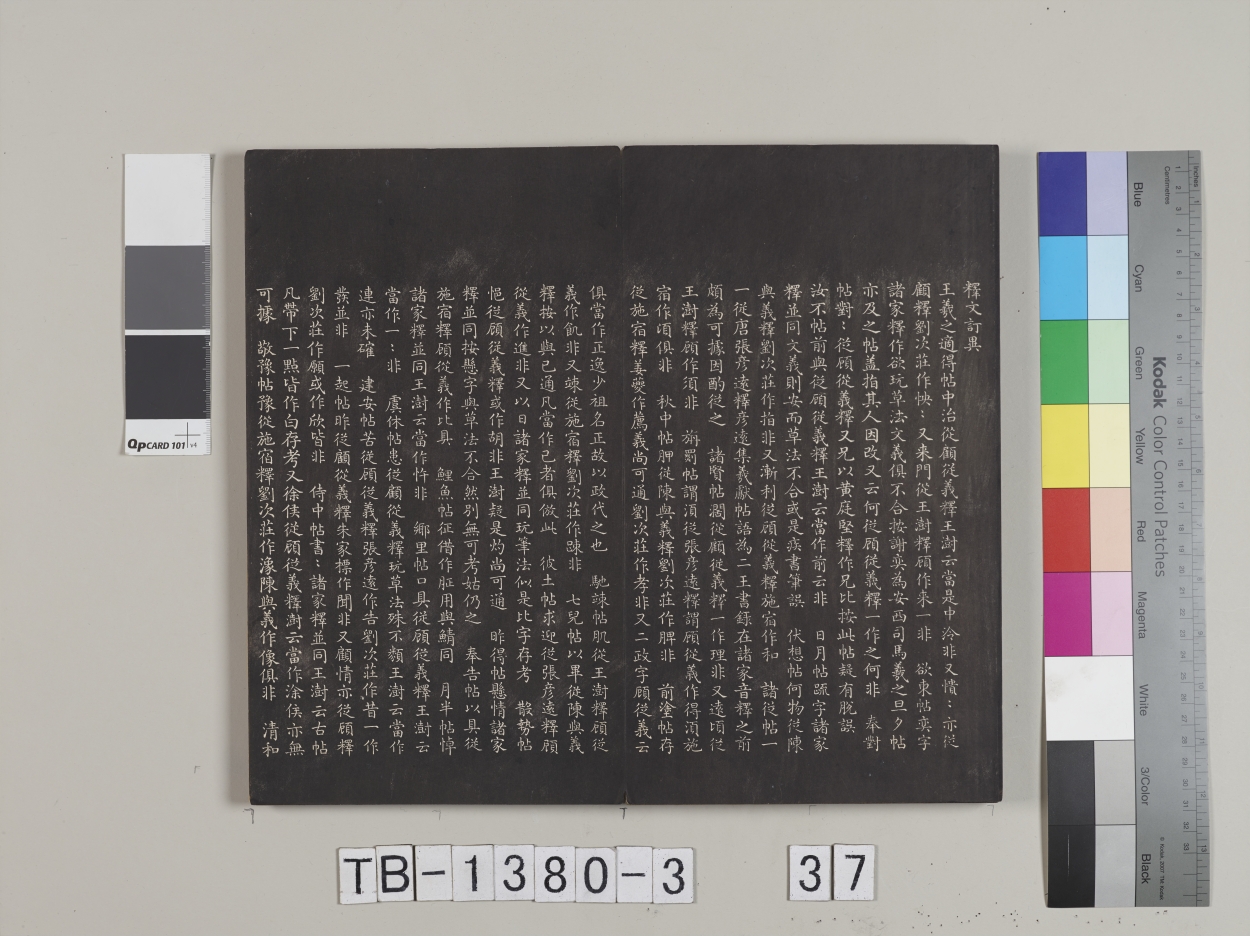 釋文訂異
王羲之適得帖中治從顧從義釋王澍云當是中泠非又憒：亦從
顧釋劉次莊作怏：又來門從王澍釋顧作來一非　欲東帖奕字
諸家釋作欲玩草法文義俱不合按謝奕為安西司馬羲之旦夕帖
亦及之帖蓋指其人因改又云何從顧從義釋一作之何非　奉對
帖對：從顧從義釋又兄以黃庭堅釋作兄比按此帖疑有脫誤
汝不帖前與從顧從義釋王澍云當作前云非　日月帖疏字諸家
釋並同文義則安而草法不合或是疾書筆誤　伏想帖何物從陳
與義釋劉次莊作指非又漸利從顧從義釋施宿作和　諸從帖一
一從唐張彥遠釋彥遠集羲獻帖語為二王書錄在諸家音釋之前
頗為可據因酌從之　諸賢帖濶從顧從義釋一作理非又遠頃從
王澍釋顧作須非　旃罽帖謂須從張彥遠釋謂顧從義作得須施
宿作項俱非　秋中帖胛從陳與義釋劉次莊作脾非　前塗帖存
從施宿釋姜夔作薦義尚可通劉次莊作孝非又二政字顧從義云
俱當作正逸少祖名正故以政代之也　馳竦帖肌從王澍釋顧從
義作飢非又竦從施宿釋劉次莊作踈非　七兒帖以畢從陳與義
釋按以與已通凡當作已者俱倣此　彼土帖求迎從張彥遠釋顧
從義作進非又以日諸家釋並同玩筆法似是比字存考　散勢帖
悒從顧從義釋或作胡非王澍疑是灼尚可通　昨得帖懸情諸家
釋並同按懸字與草法不合然別無可考姑仍之　奉告帖以具從
施宿釋顧從義作比具　鯉魚帖征借作胚用與鯖同　月半帖悼
諸家釋並同王澍云當作忤非　鄉里帖口具從顧從義釋王澍云
當作一：非　虞休帖患從顧從義釋玩草法殊不類王澍云當作
連亦未確　建安帖苦從顧從義釋張彥遠作告劉次莊作昔一作
發並非　一起帖昨從顧從義釋朱家標作聞非又顧情亦從顧釋
劉次莊作願或作欣皆非　侍中帖書：諸家釋並同王澍云古帖
凡帶下一點皆作白存考又徐侯從顧從義釋澍云當作涂侯亦無
可據　敬豫帖豫從施宿釋劉次莊作濠陳與義作像俱非　清和
QPCARD 101 v4
TB-1380-3　37
Kodak Color Control Patches
Blue
Cyan
Green
Yellow
Red
Magenta
White
3/Color
Black
Inches
Centimetres